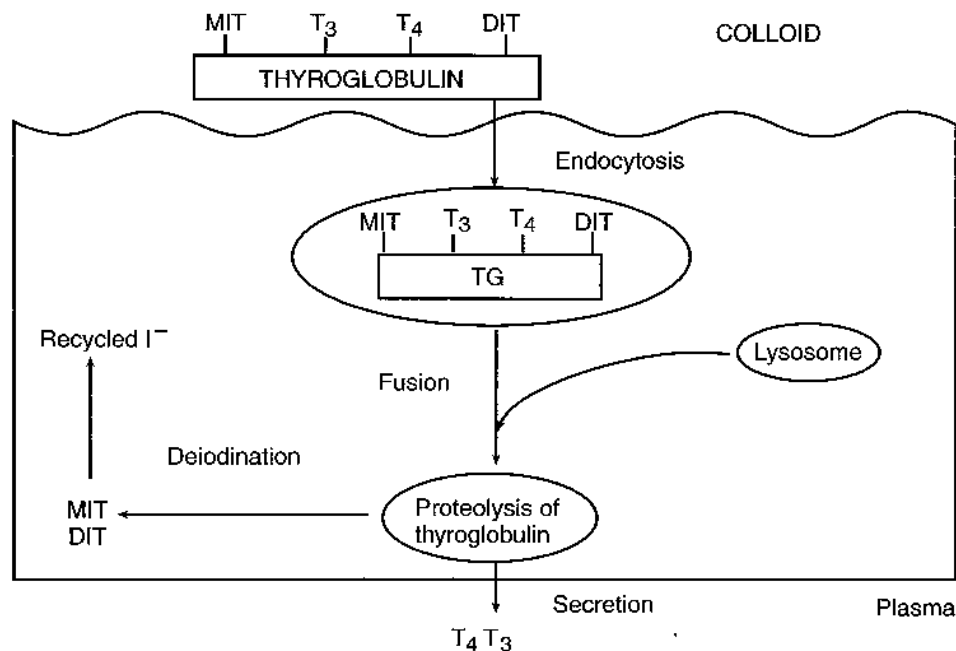 MIT T3 T4 DIT
COLLOID
THYROGLOBULIN
Endocytosis
MIT T3 T4 DIT
TG
Recycled I−
Lysosome
Fusion
Deiodination
MIT
DIT
Proteolysis of
thyroglobulin
Secretion
Plasma
T4 T3